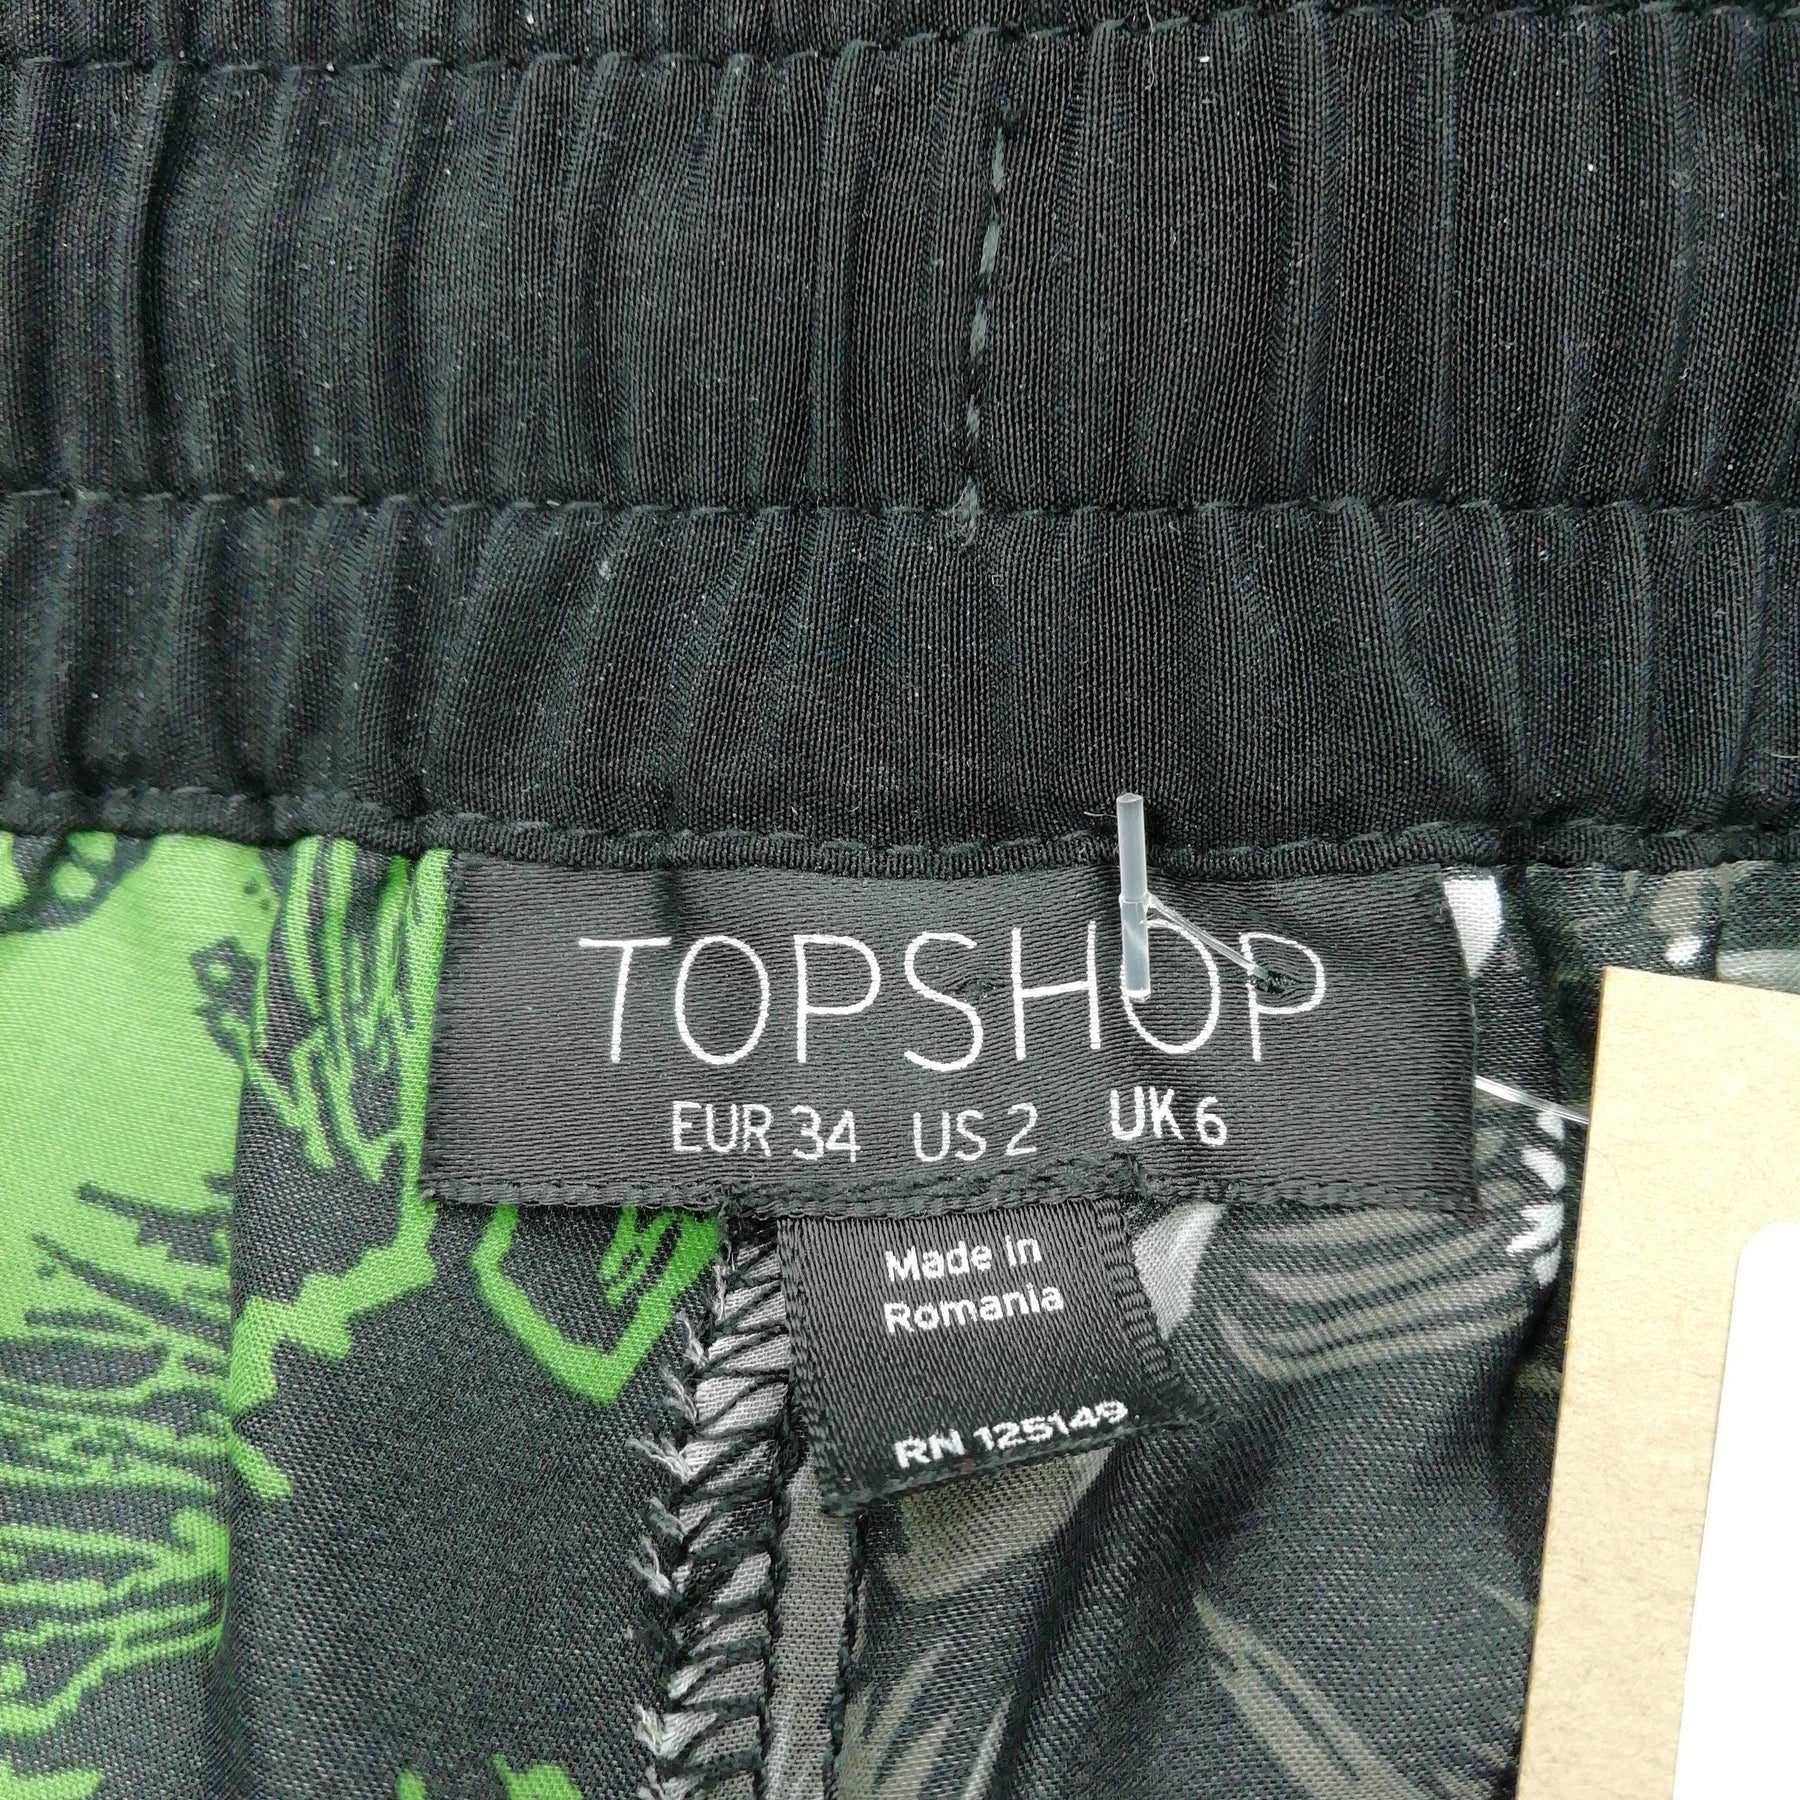 TOPSHOP
EUR 34 US 2 UK 6
Made in
Romania
RN 125149